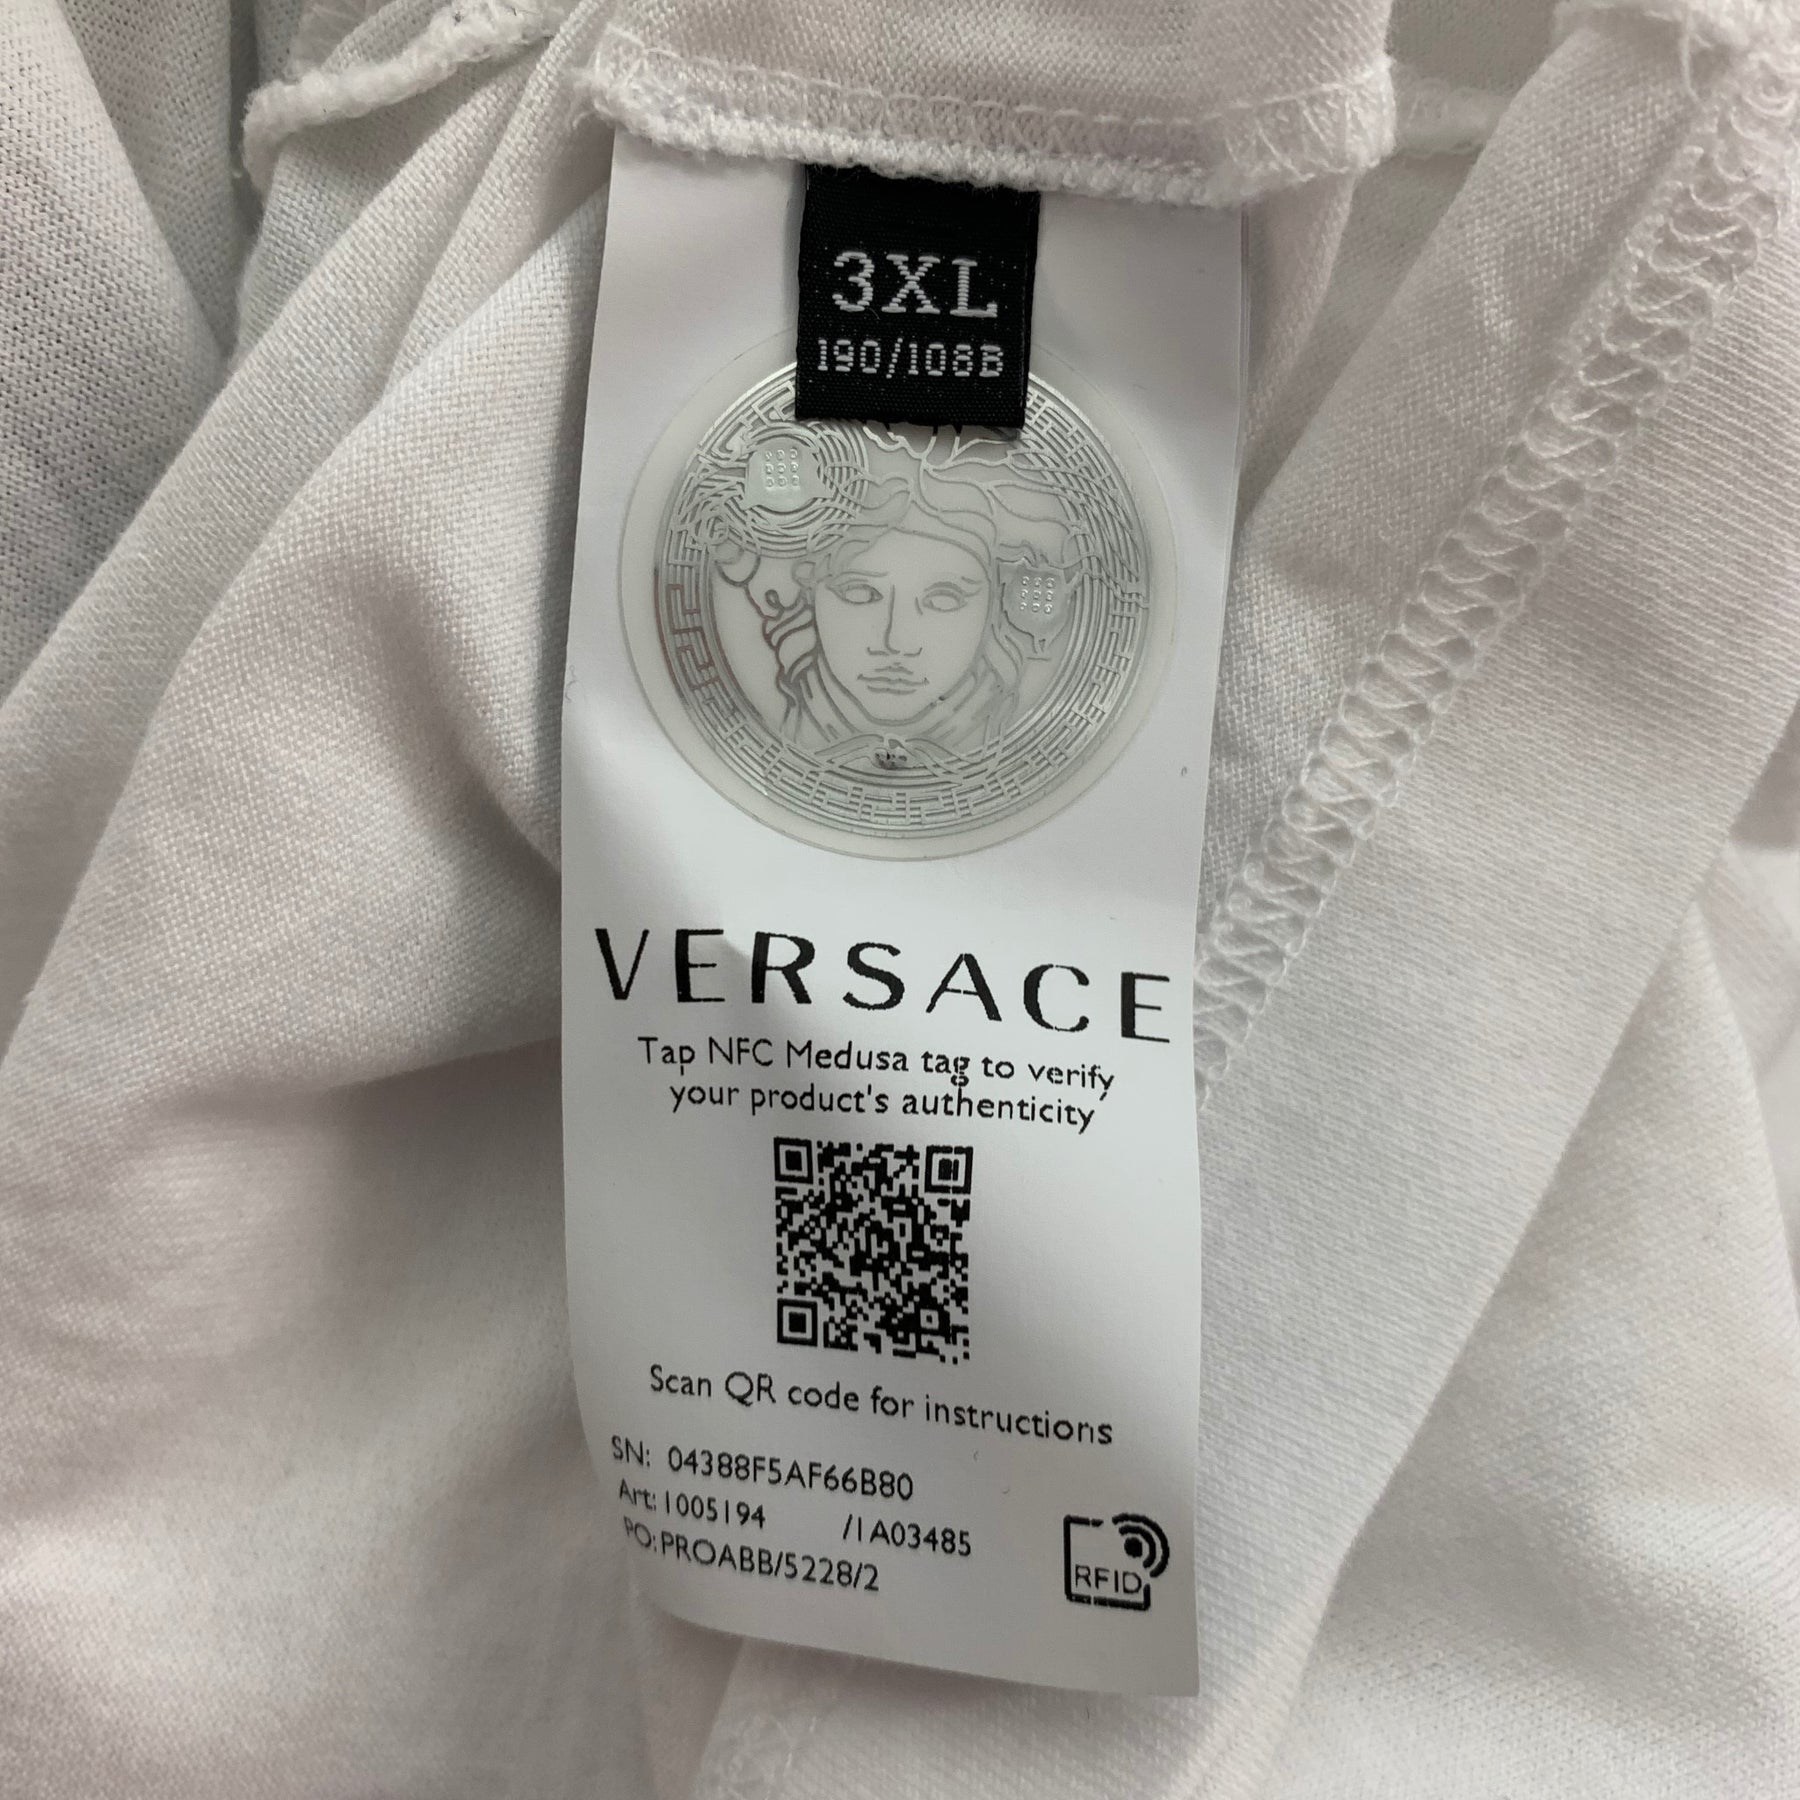 3XL
190/108B
VERSACE
Tap NFC Medusa tag to verify
your product's authenticity
Scan QR code for instructions
SN: 04388F5AF66B80
Art: 1005194 /1A03485
PO: PROABB/5228/2
RFID